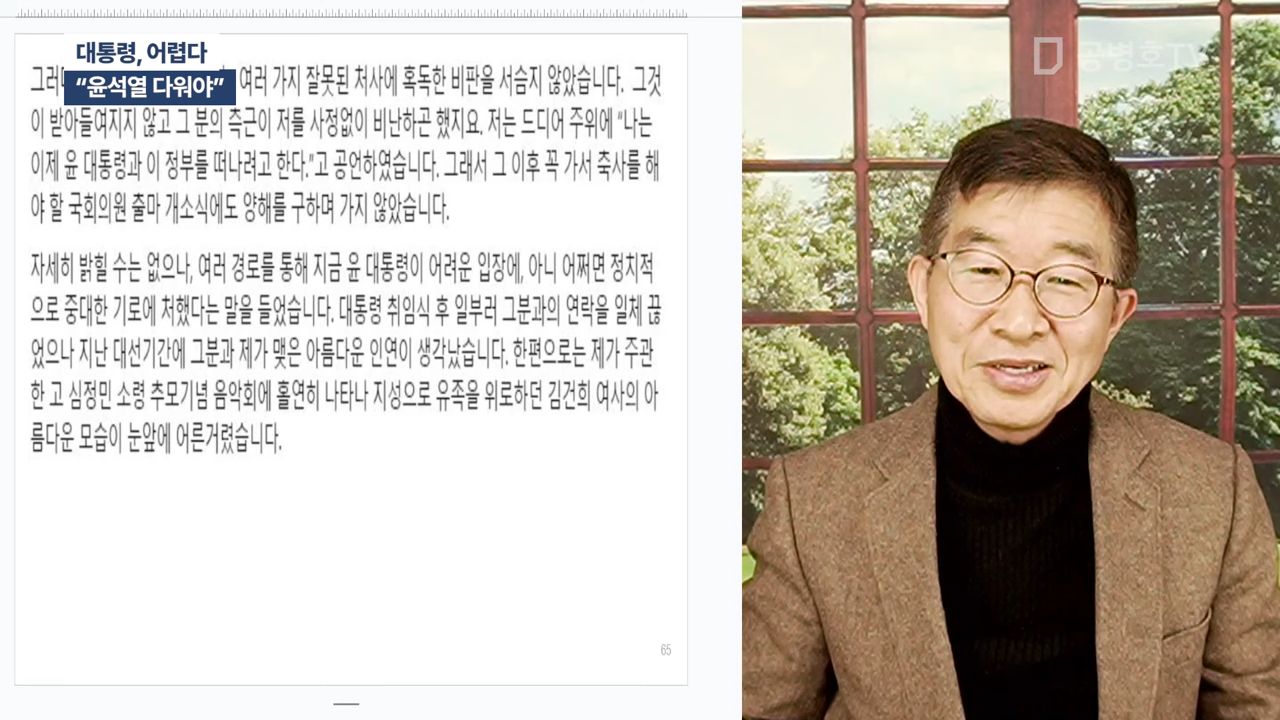 대통령, 어렵다
“윤석열 다워야”
공병호TV
여러 가지 잘못된 처사에 혹독한 비판을 서슴지 않았습니다. 그것
이 받아들여지지 않고 그 분의 측근이 저를 사정없이 비난하곤 했지요. 저는 드디어 주위에 “나는
이제 윤 대통령과 이 정부를 떠나려고 한다.”고 공언하였습니다. 그래서 그 이후 꼭 가서 축사를 해
야 할 국회의원 출마 개소식에도 양해를 구하며 가지 않았습니다.
자세히 밝힐 수는 없으나, 여러 경로를 통해 지금 윤 대통령이 어려운 입장에, 아니 어쩌면 정치적
으로 중대한 기로에 처했다는 말을 들었습니다. 대통령 취임식 후 일부러 그분과의 연락을 일체 끊
었으나 지난 대선기간에 그분과 제가 맺은 아름다운 인연이 생각났습니다. 한편으로는 제가 주관
한 고 심정민 소령 추모기념 음악회에 홀연히 나타나 지성으로 유족을 위로하던 김건희 여사의 아
름다운 모습이 눈앞에 어른거렸습니다.
65